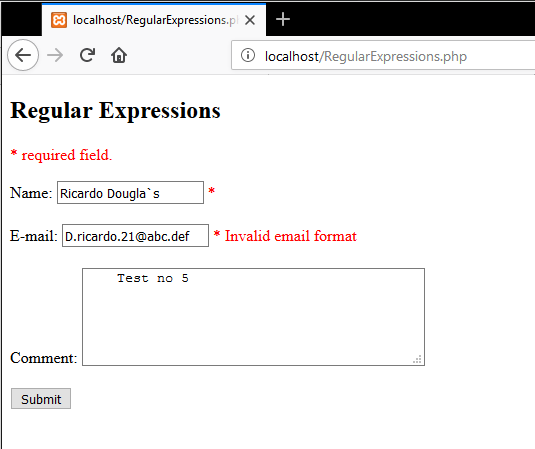 localhost/RegularExpressions.p
localhost/RegularExpressions.php
Regular Expressions
* required field.
Name: Ricardo Dougla`s *
E-mail: D.ricardo.21@abc.def * Invalid email format
Test no 5
Comment:
Submit